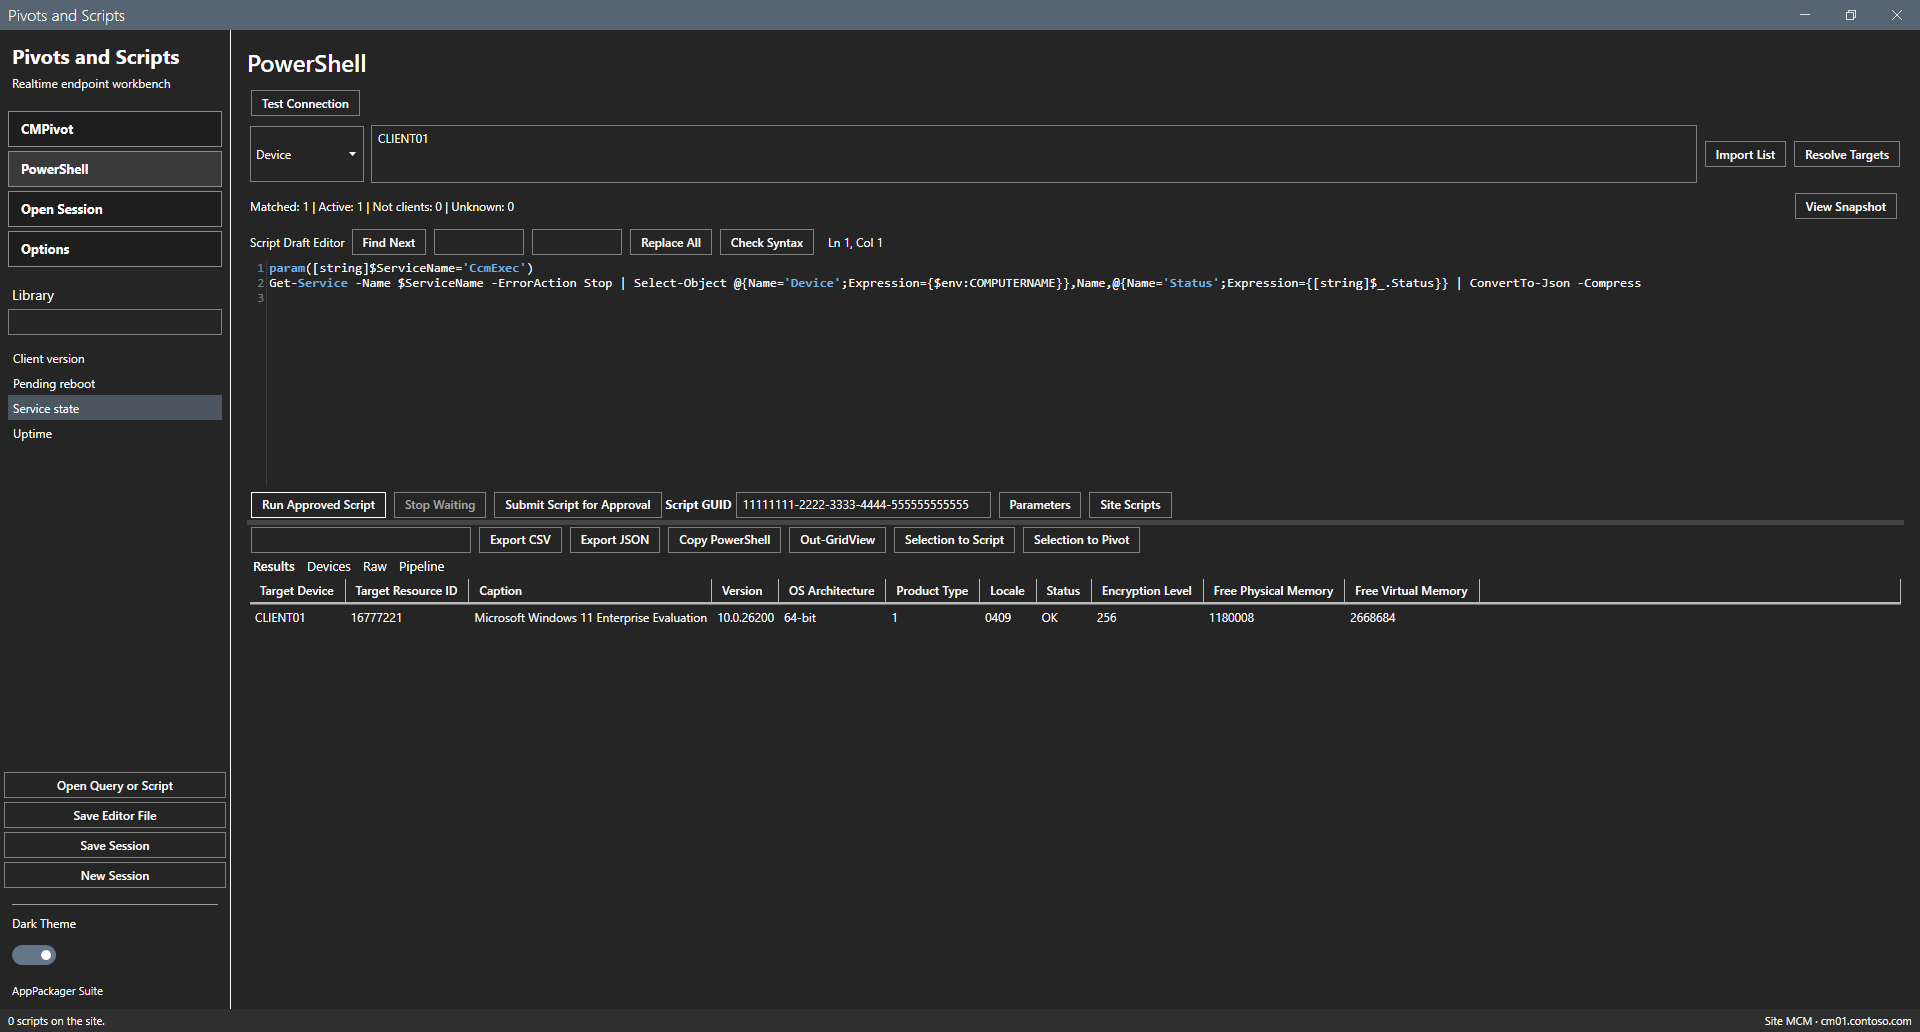 Pivots and Scripts
Pivots and Scripts
Realtime endpoint workbench
CMPivot
PowerShell
Open Session
Options
Library
Client version
Pending reboot
Service state
Uptime
Open Query or Script
Save Editor File
Save Session
New Session
Dark Theme
AppPackager Suite
PowerShell
Test Connection
Device CLIENT01 Import List Resolve Targets
Matched: 1 | Active: 1 | Not clients: 0 | Unknown: 0 View Snapshot
Script Draft Editor Find Next Replace All Check Syntax Ln 1, Col 1
1 param([string]$ServiceName='CcmExec')
2 Get-Service -Name $ServiceName -ErrorAction Stop | Select-Object @{Name='Device';Expression={$env:COMPUTERNAME}},Name,@{Name='Status';Expression={[string]$_.Status}} | ConvertTo-Json -Compress
3
Run Approved Script Stop Waiting Submit Script for Approval Script GUID 11111111-2222-3333-4444-555555555555 Parameters Site Scripts
Export CSV Export JSON Copy PowerShell Out-GridView Selection to Script Selection to Pivot
Results Devices Raw Pipeline
Target Device Target Resource ID Caption Version OS Architecture Product Type Locale Status Encryption Level Free Physical Memory Free Virtual Memory
CLIENT01 16777221 Microsoft Windows 11 Enterprise Evaluation 10.0.26200 64-bit 1 0409 OK 256 1180008 2668684
0 scripts on the site. Site MCM · cm01.contoso.com